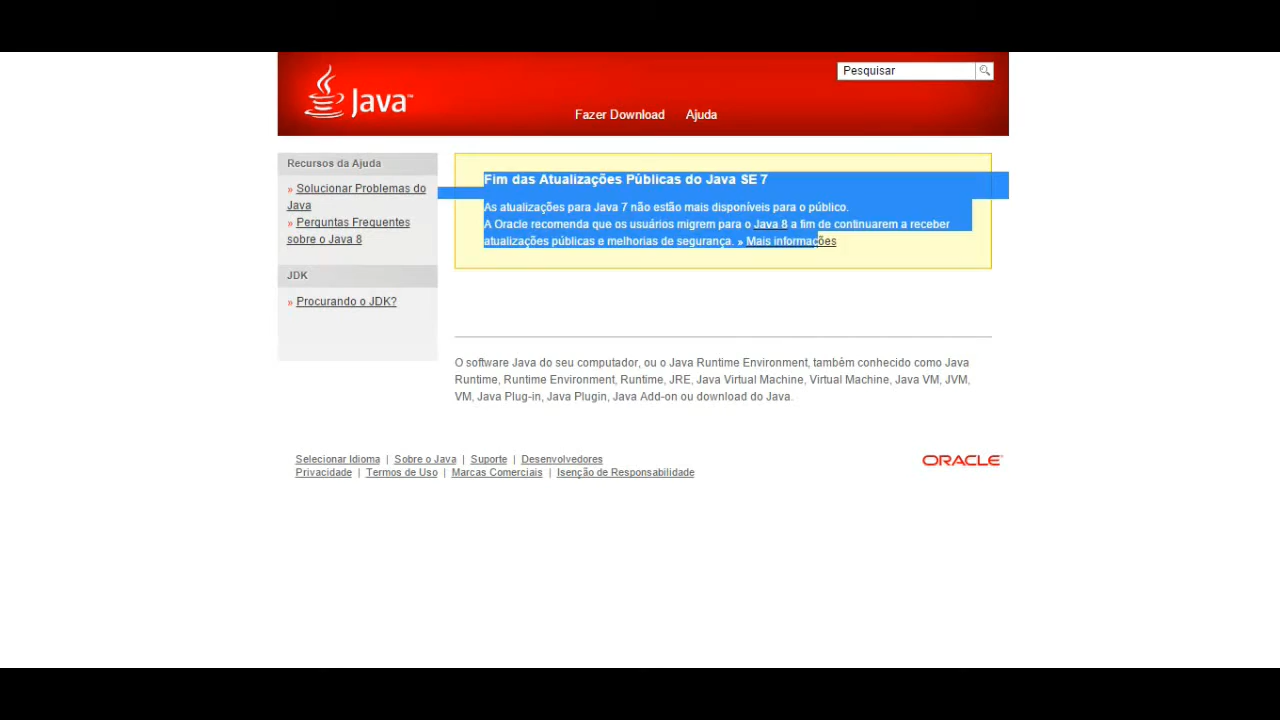 Java™
Pesquisar
Fazer Download Ajuda
Recursos da Ajuda
» Solucionar Problemas do
Java
» Perguntas Frequentes
sobre o Java 8
JDK
» Procurando o JDK?
Fim das Atualizações Públicas do Java SE 7
As atualizações para Java 7 não estão mais disponíveis para o público.
A Oracle recomenda que os usuários migrem para o Java 8 a fim de continuarem a receber
atualizações públicas e melhorias de segurança. » Mais informações
O software Java do seu computador, ou o Java Runtime Environment, também conhecido como Java
Runtime, Runtime Environment, Runtime, JRE, Java Virtual Machine, Virtual Machine, Java VM, JVM,
VM, Java Plug-in, Java Plugin, Java Add-on ou download do Java.
Selecionar Idioma | Sobre o Java | Suporte | Desenvolvedores
Privacidade | Termos de Uso | Marcas Comerciais | Isenção de Responsabilidade
ORACLE